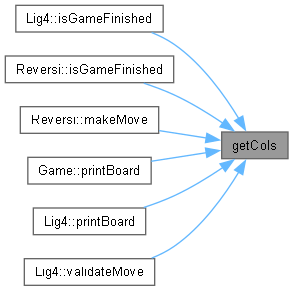 Lig4::isGameFinished
Reversi::isGameFinished
Reversi::makeMove
getCols
Game::printBoard
Lig4::printBoard
Lig4::validateMove